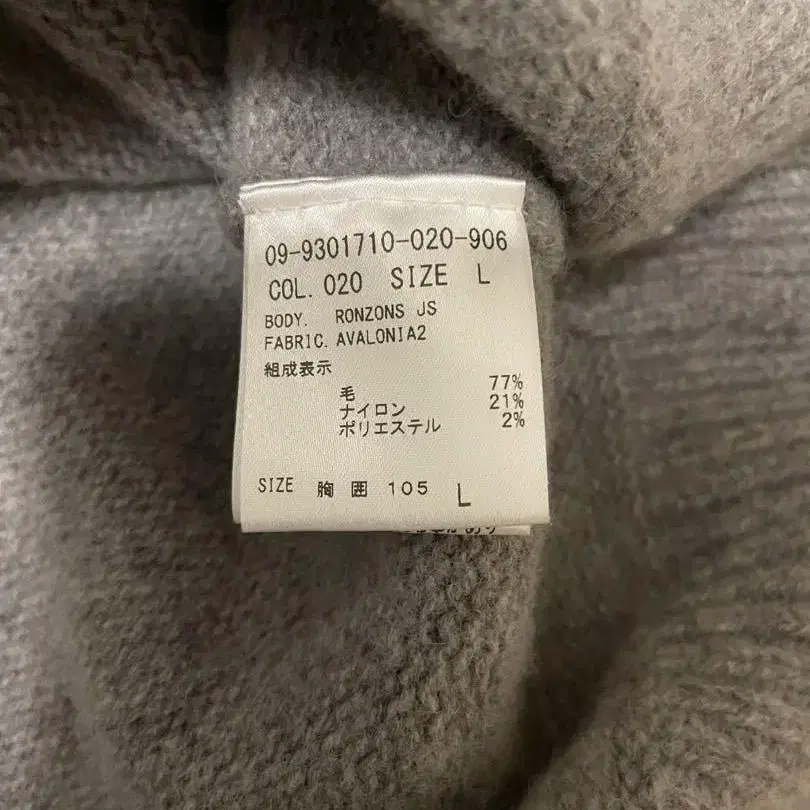 09-9301710-020-906
COL. 020 SIZE L
BODY. RONZONS JS
FABRIC. AVALONIA2
組成表示
毛 77%
ナイロン 21%
ポリエステル 2%
SIZE 胸囲 105 L